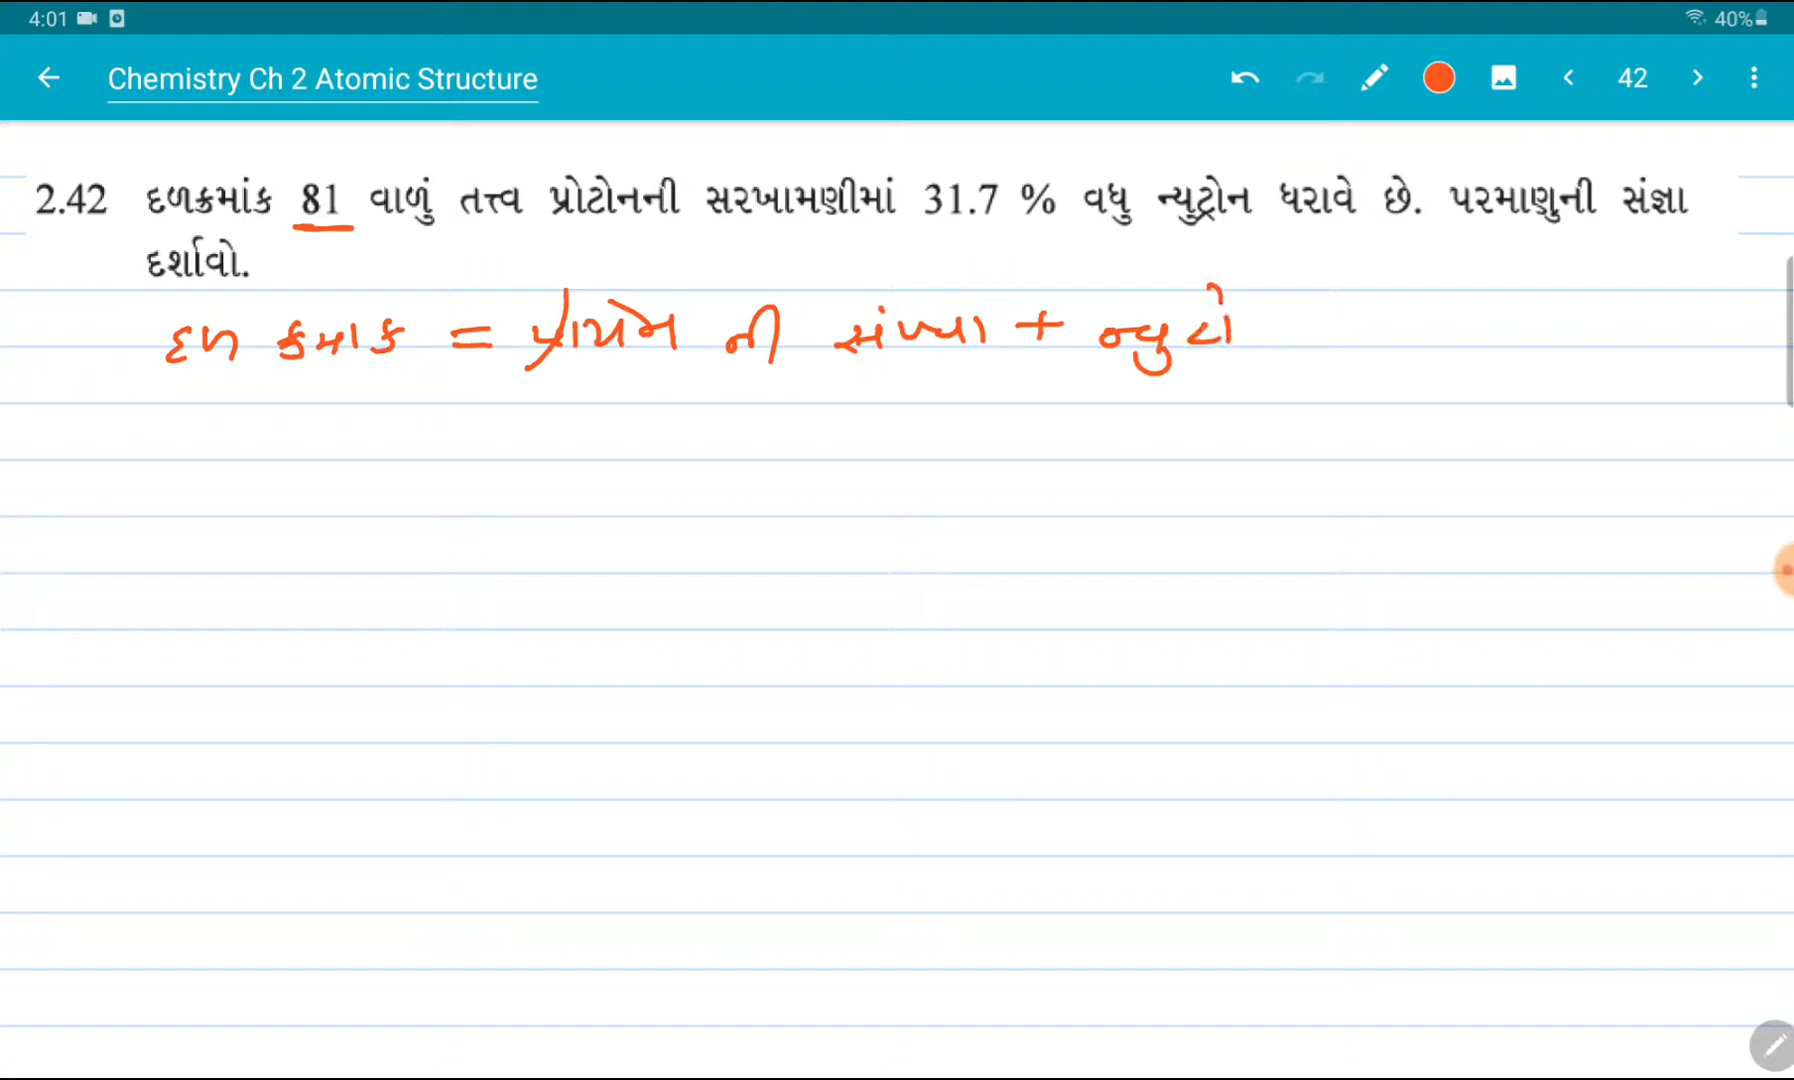 4:01 40%
Chemistry Ch 2 Atomic Structure 42
2.42 દળક્રમાંક 81 વાળું તત્ત્વ પ્રોટોનની સરખામણીમાં 31.7 % વધુ ન્યુટ્રોન ધરાવે છે. પરમાણુની સંજ્ઞા
દર્શાવો.
દળ ક્રમાક = પ્રોટોન ની સંખ્યા + ન્યુટ્રો